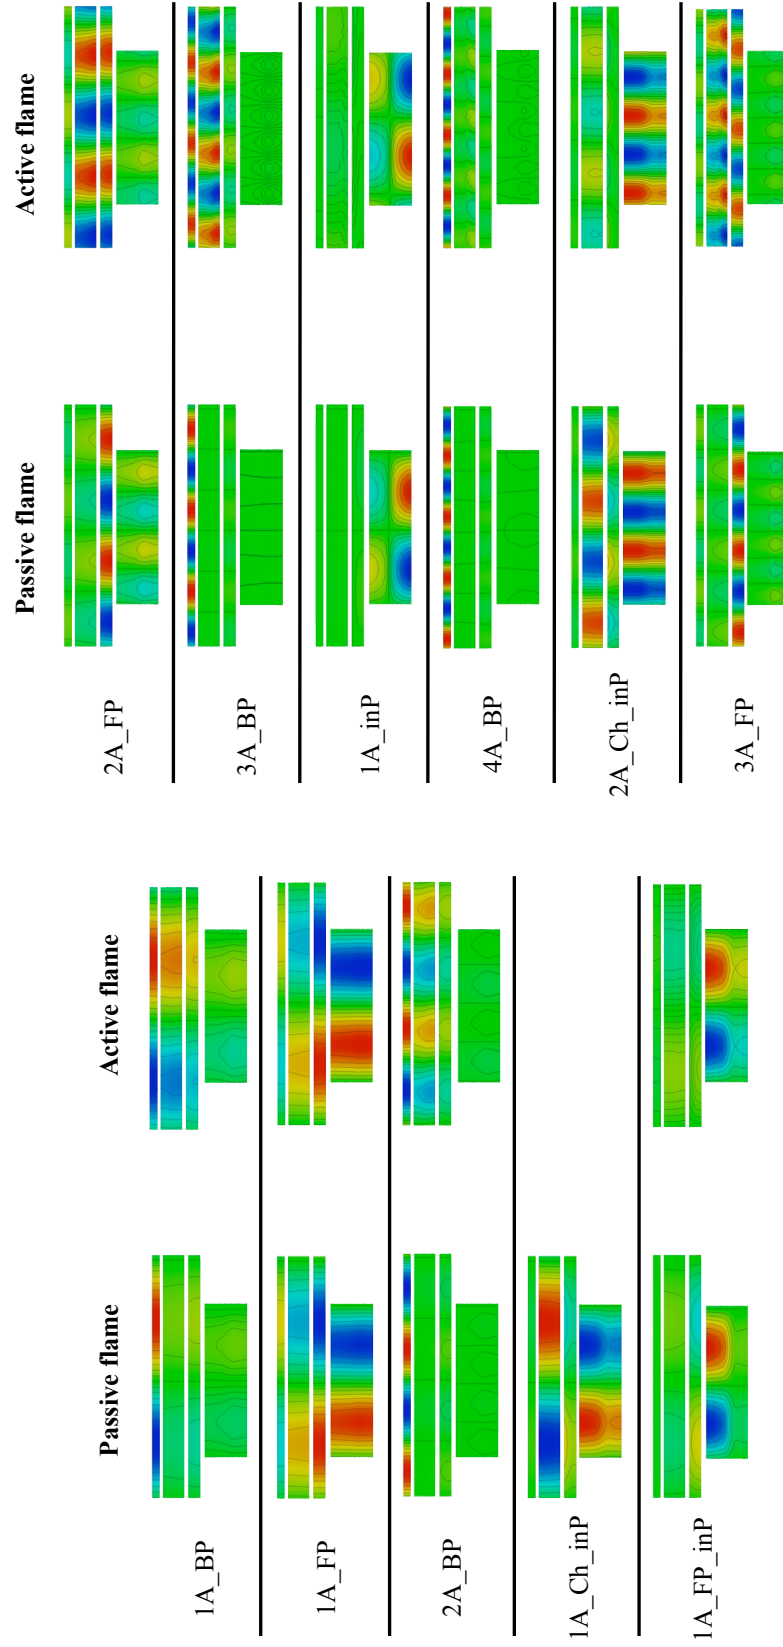 Passive flame Active flame
1A_BP
1A_FP
2A_BP
1A_Ch_inP
1A_FP_inP
Passive flame Active flame
2A_FP
3A_BP
1A_inP
4A_BP
2A_Ch_inP
3A_FP